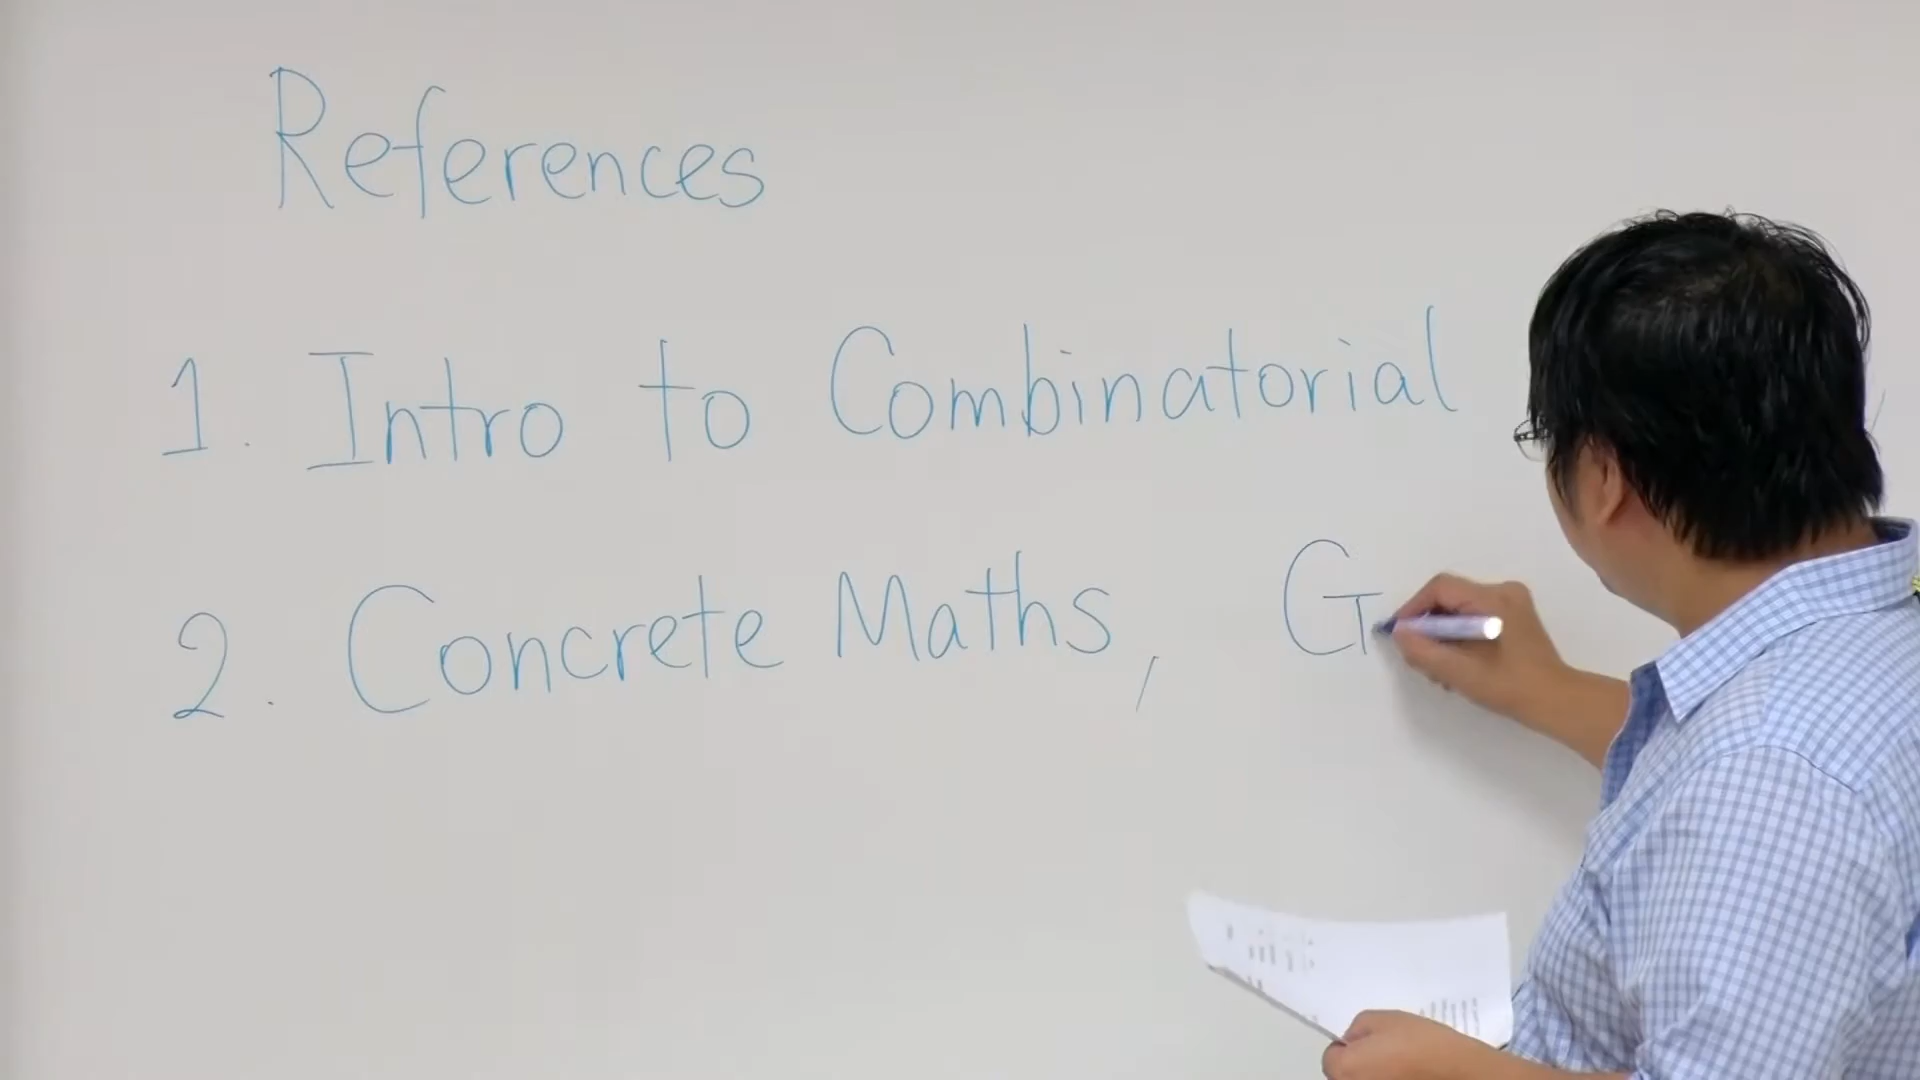 References
1. Intro to Combinatorial
2. Concrete Maths, G